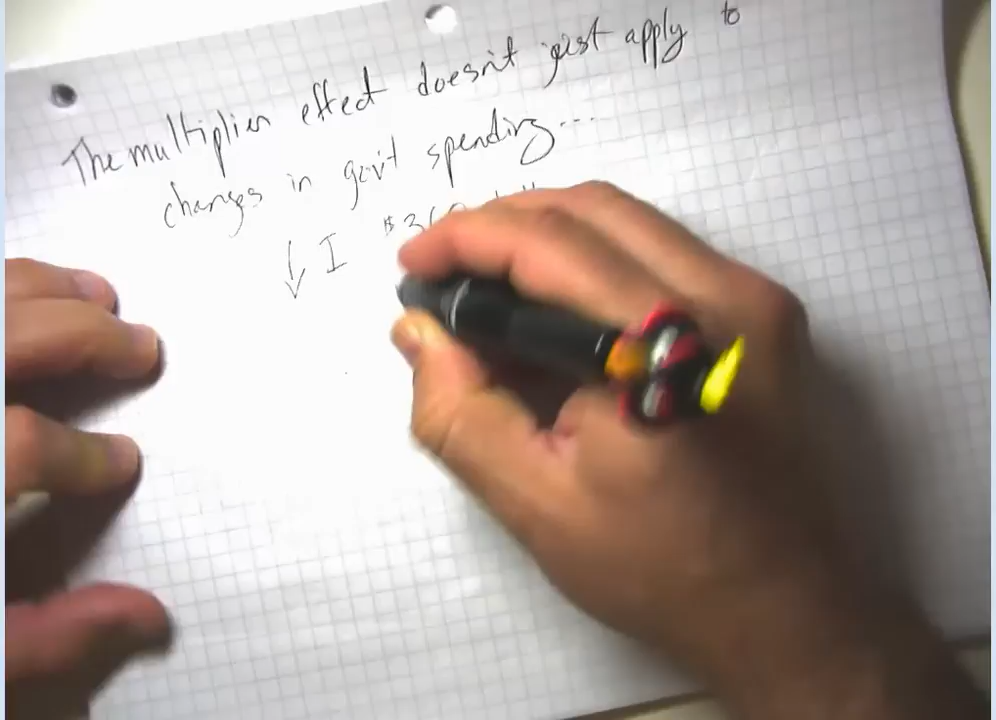 The multiplier effect doesn't just apply to
changes in gov't spending...
↓ I $